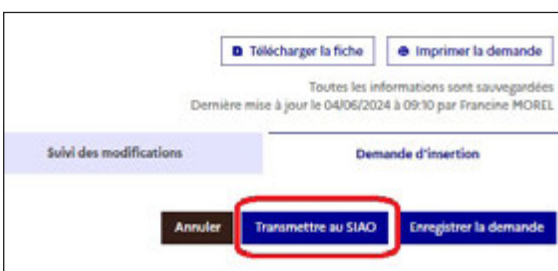 Télécharger la fiche
Imprimer la demande
Toutes les informations sont sauvegardées
Dernière mise à jour le 04/06/2024 à 09:10 par Francine MOREL
Suivi des modifications
Demande d'insertion
Annuler
Transmettre au SIAO
Enregistrer la demande